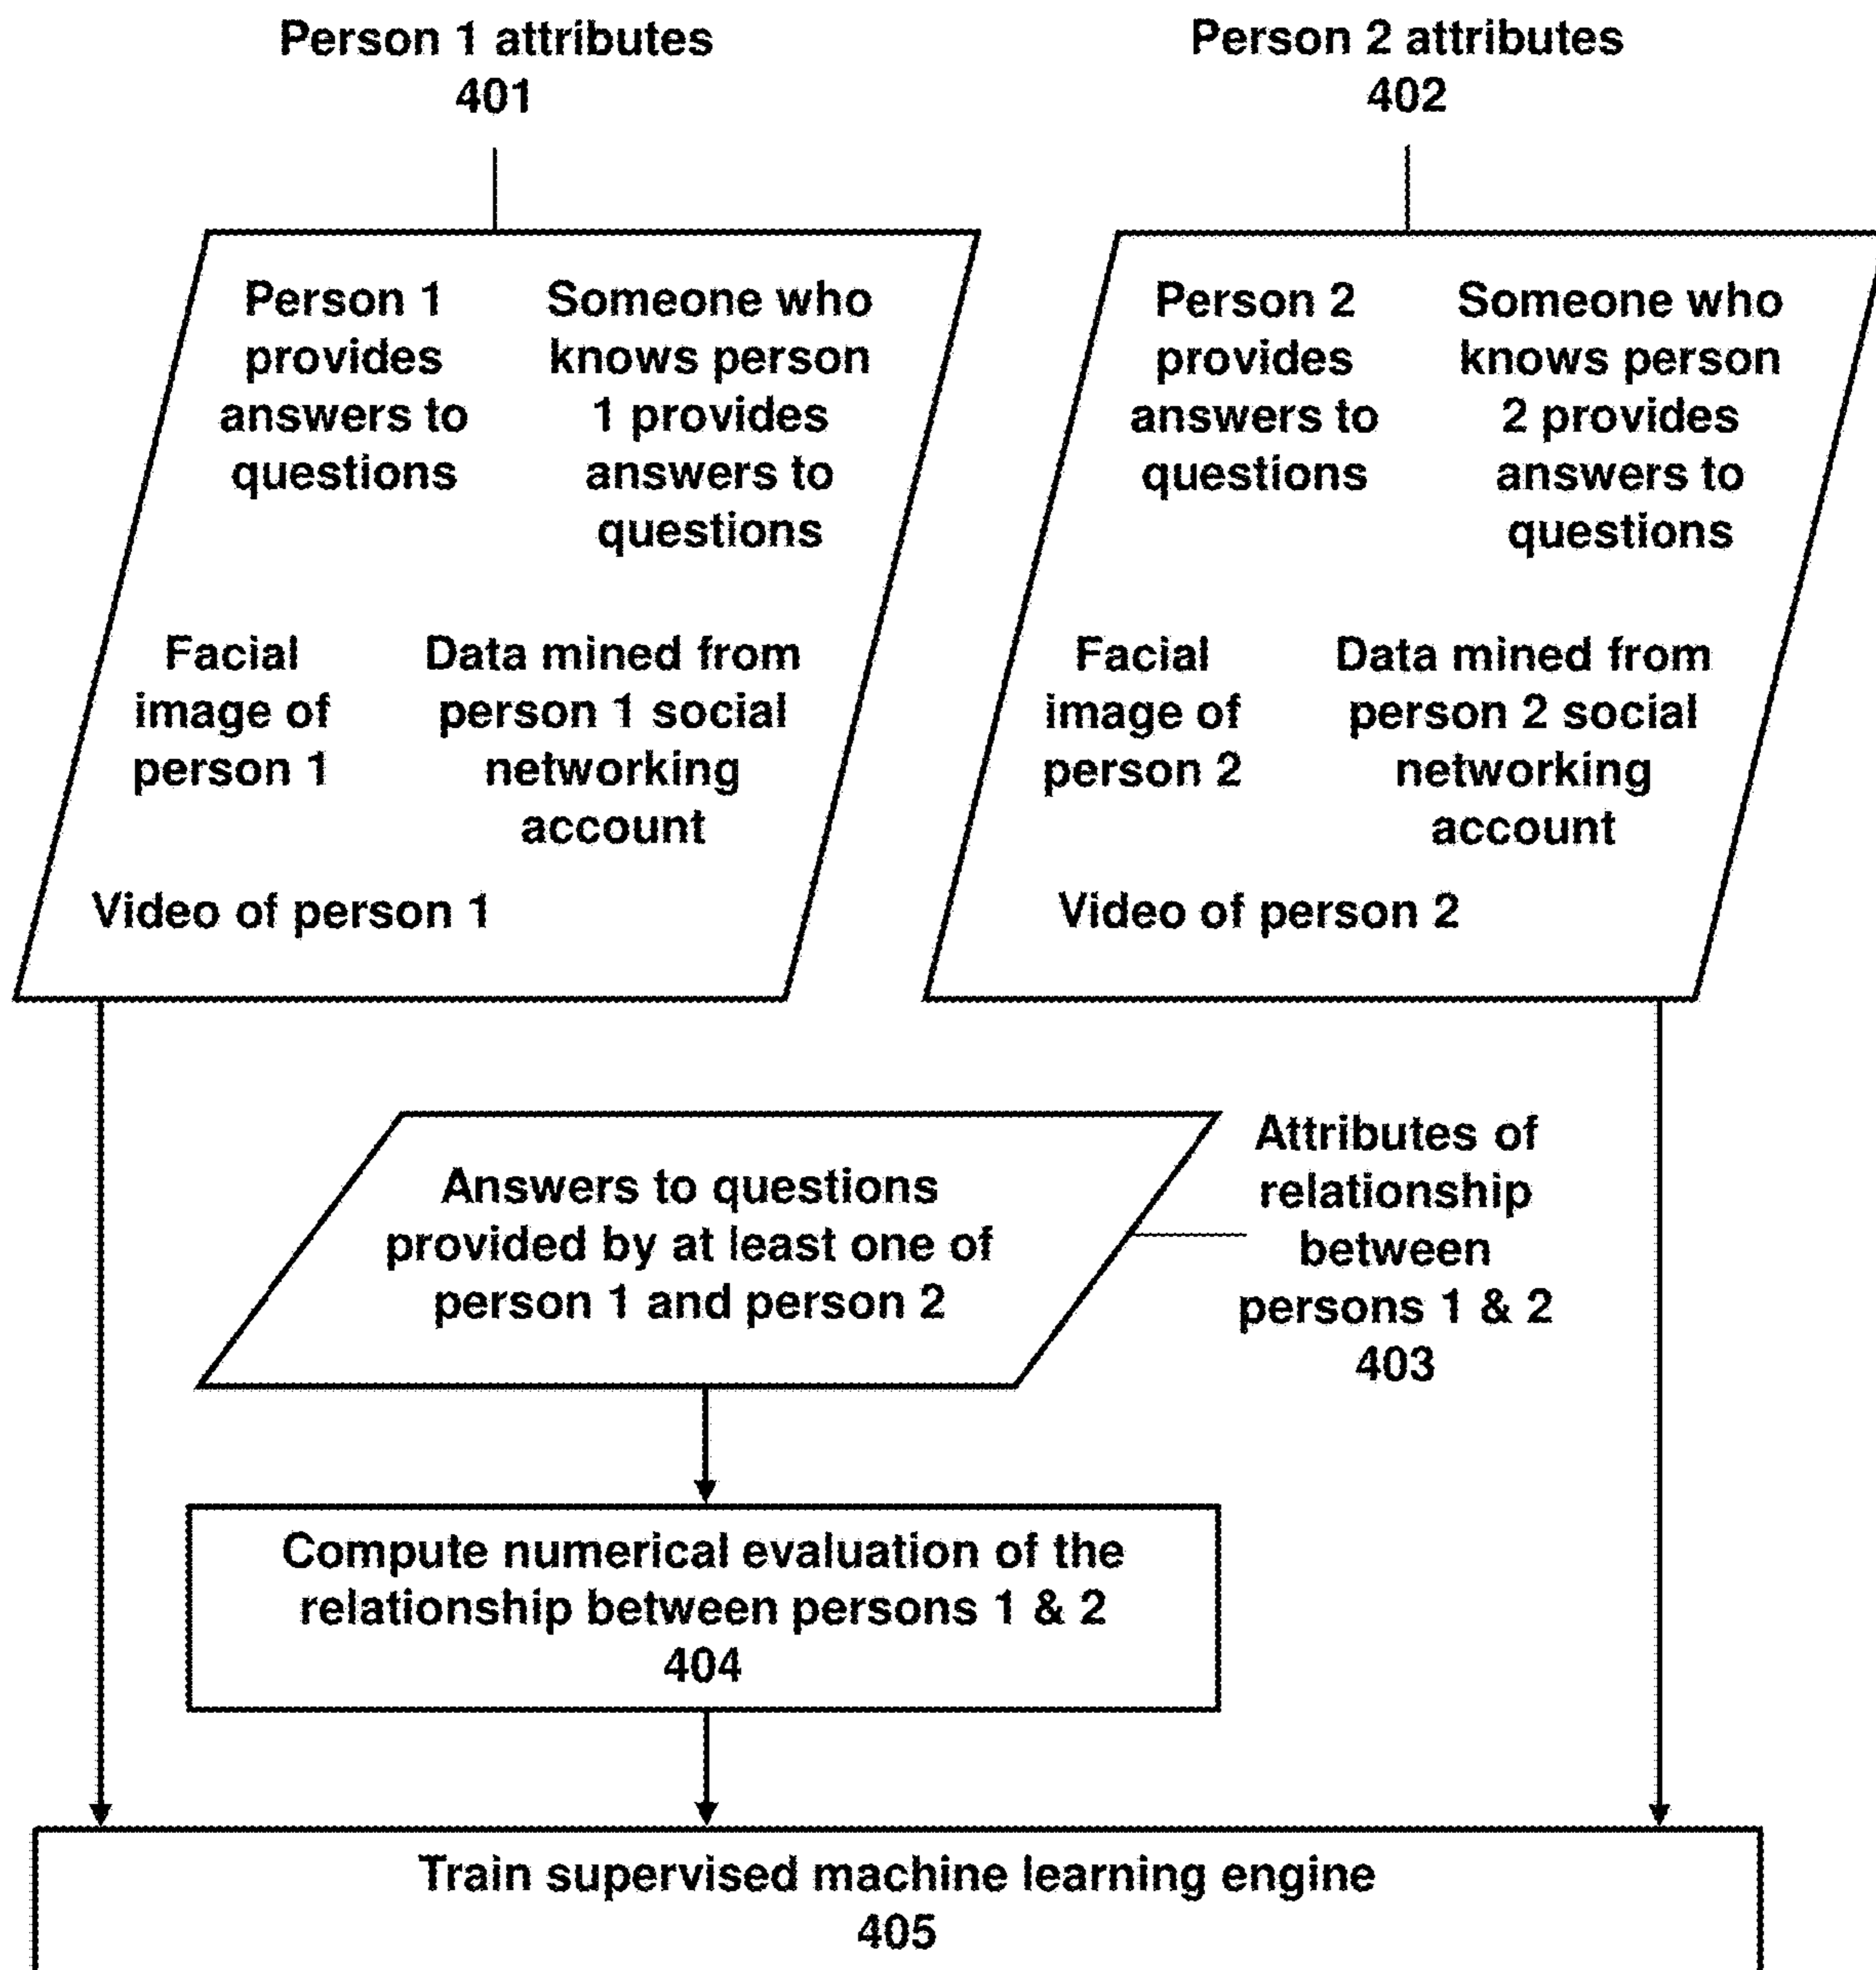 Person 1 attributes
401
Person 2 attributes
402
Person 1
provides
answers to
questions
Someone who
knows person
1 provides
answers to
questions
Facial
image of
person 1
Data mined from
person 1 social
networking
account
Video of person 1
Person 2
provides
answers to
questions
Someone who
knows person
2 provides
answers to
questions
Facial
image of
person 2
Data mined from
person 2 social
networking
account
Video of person 2
Answers to questions
provided by at least one of
person 1 and person 2
Attributes of
relationship
between
persons 1 & 2
403
Compute numerical evaluation of the
relationship between persons 1 & 2
404
Train supervised machine learning engine
405